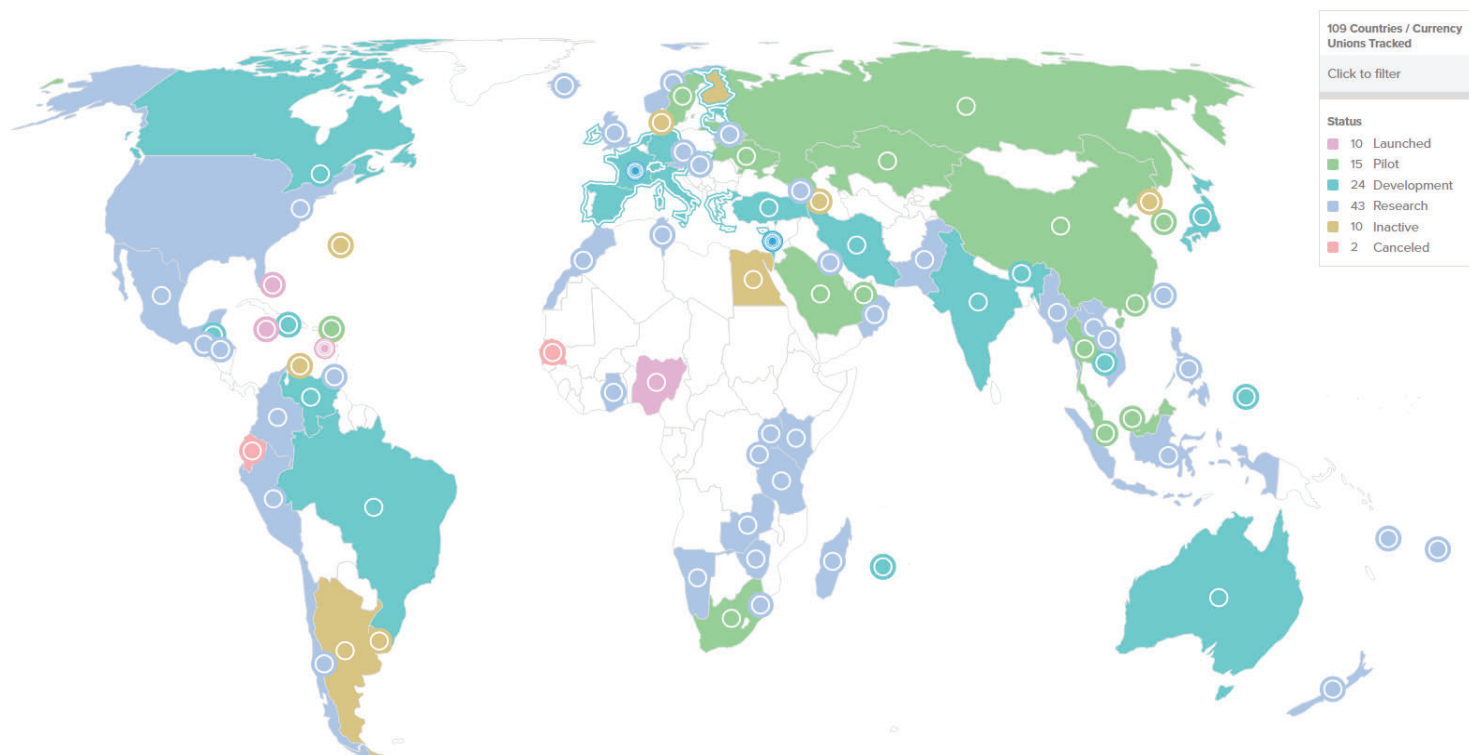 109 Countries / Currency
Unions Tracked
Click to filter
Status
10 Launched
15 Pilot
24 Development
43 Research
10 Inactive
2 Canceled